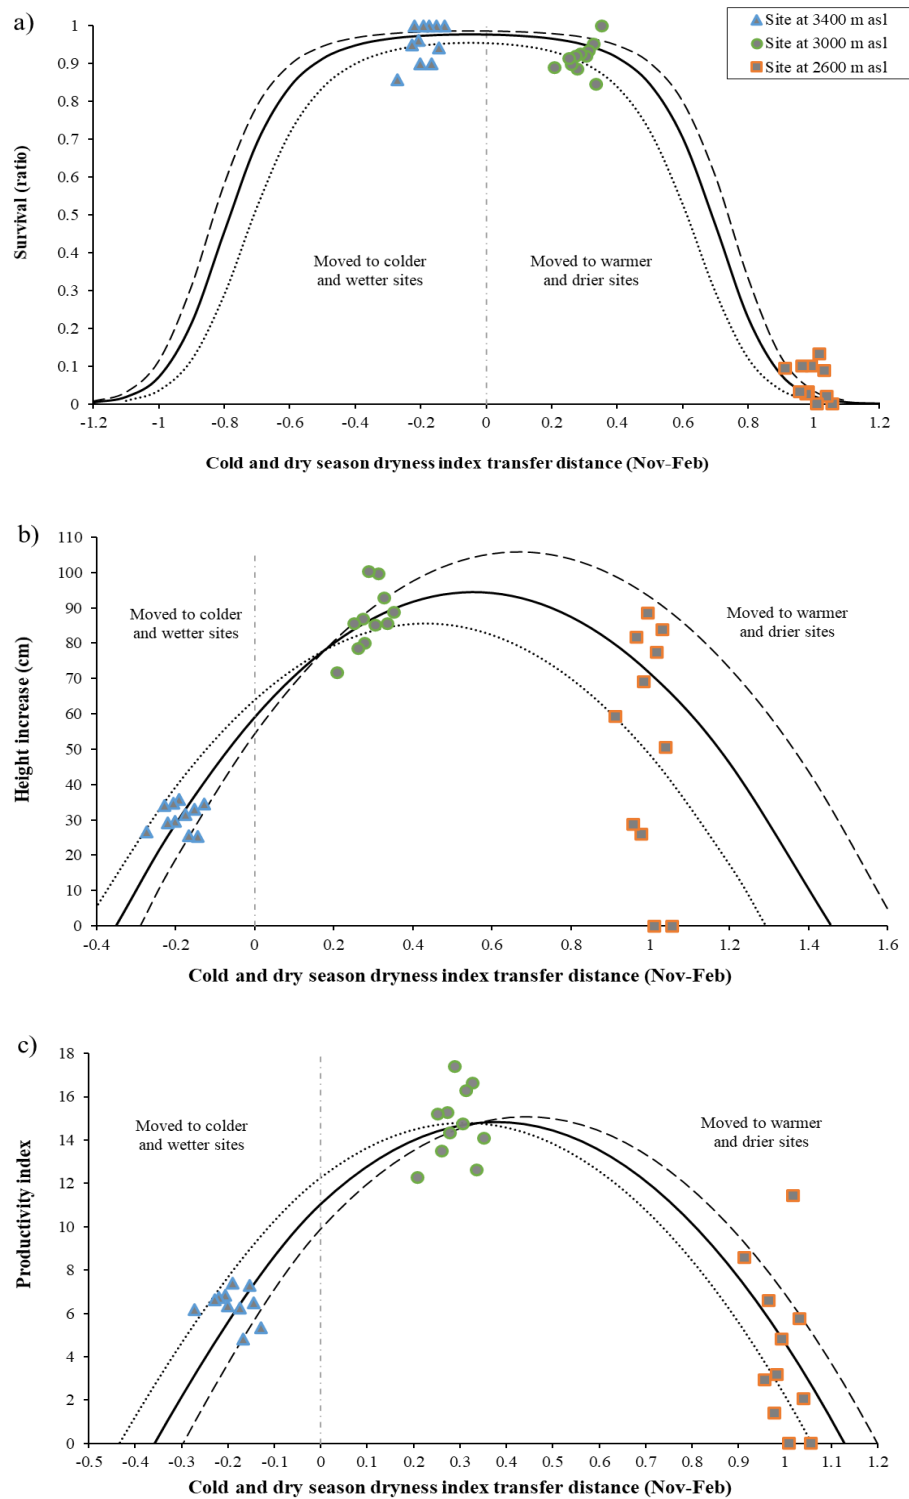 a)
Site at 3400 m asl
Site at 3000 m asl
Site at 2600 m asl
1
0.9
0.8
0.7
0.6
0.5
0.4
0.3
0.2
0.1
0
Survival (ratio)
Moved to colder
and wetter sites
Moved to warmer
and drier sites
-1.2 -1 -0.8 -0.6 -0.4 -0.2 0 0.2 0.4 0.6 0.8 1 1.2
Cold and dry season dryness index transfer distance (Nov-Feb)
b)
110
100
90
80
70
60
50
40
30
20
10
0
Height increase (cm)
Moved to colder
and wetter sites
Moved to warmer
and drier sites
-0.4 -0.2 0 0.2 0.4 0.6 0.8 1 1.2 1.4 1.6
Cold and dry season dryness index transfer distance (Nov-Feb)
c)
18
16
14
12
10
8
6
4
2
0
Productivity index
Moved to colder
and wetter sites
Moved to warmer
and drier sites
-0.5 -0.4 -0.3 -0.2 -0.1 0 0.1 0.2 0.3 0.4 0.5 0.6 0.7 0.8 0.9 1 1.1 1.2
Cold and dry season dryness index transfer distance (Nov-Feb)